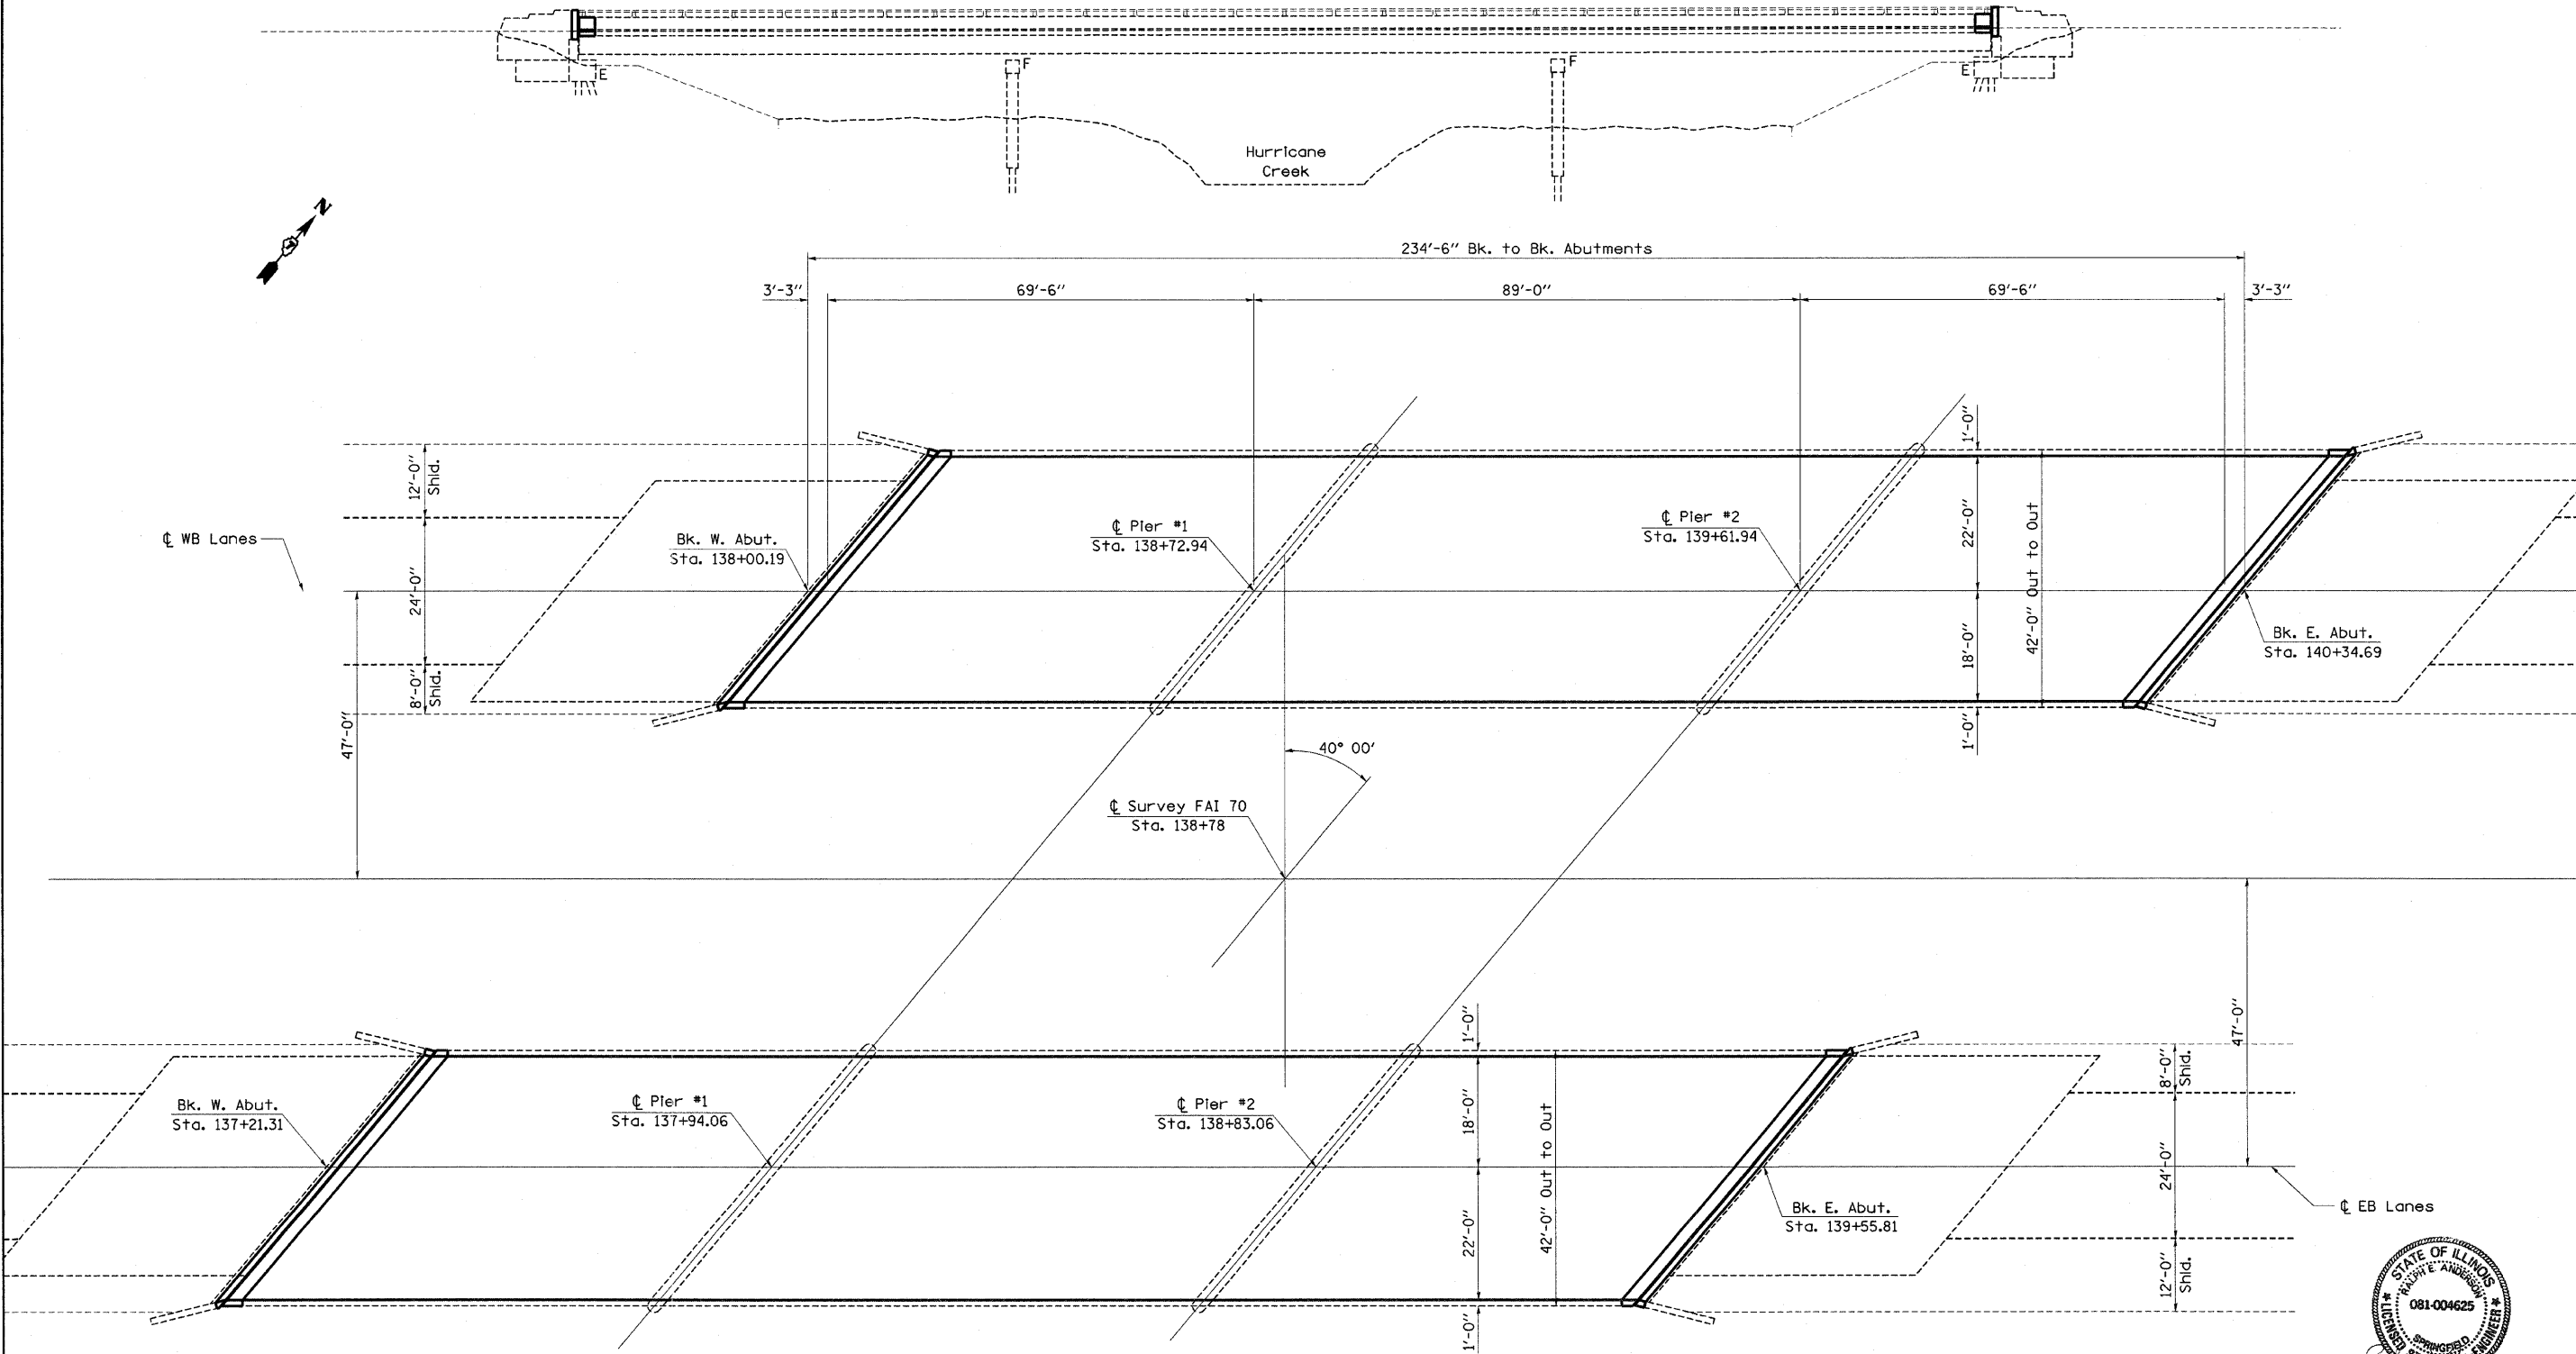 F
F
E
E
Hurricane
Creek
N
234'-6" Bk. to Bk. Abutments
3'-3"
69'-6"
89'-0"
69'-6"
3'-3"
12'-0"
Shld.
24'-0"
8'-0"
Shld.
47'-0"
℄ WB Lanes
Bk. W. Abut.
Sta. 138+00.19
℄ Pier #1
Sta. 138+72.94
℄ Pier #2
Sta. 139+61.94
1'-0"
22'-0"
18'-0"
1'-0"
42'-0" Out to Out
Bk. E. Abut.
Sta. 140+34.69
40° 00'
℄ Survey FAI 70
Sta. 138+78
Bk. W. Abut.
Sta. 137+21.31
℄ Pier #1
Sta. 137+94.06
℄ Pier #2
Sta. 138+83.06
1'-0"
18'-0"
22'-0"
1'-0"
42'-0" Out to Out
Bk. E. Abut.
Sta. 139+55.81
47'-0"
8'-0"
Shld.
24'-0"
12'-0"
Shld.
℄ EB Lanes
STATE OF ILLINOIS
RALPH E. ANDERSON
081-004625
SPRINGFIELD
LICENSED
ENGINEER